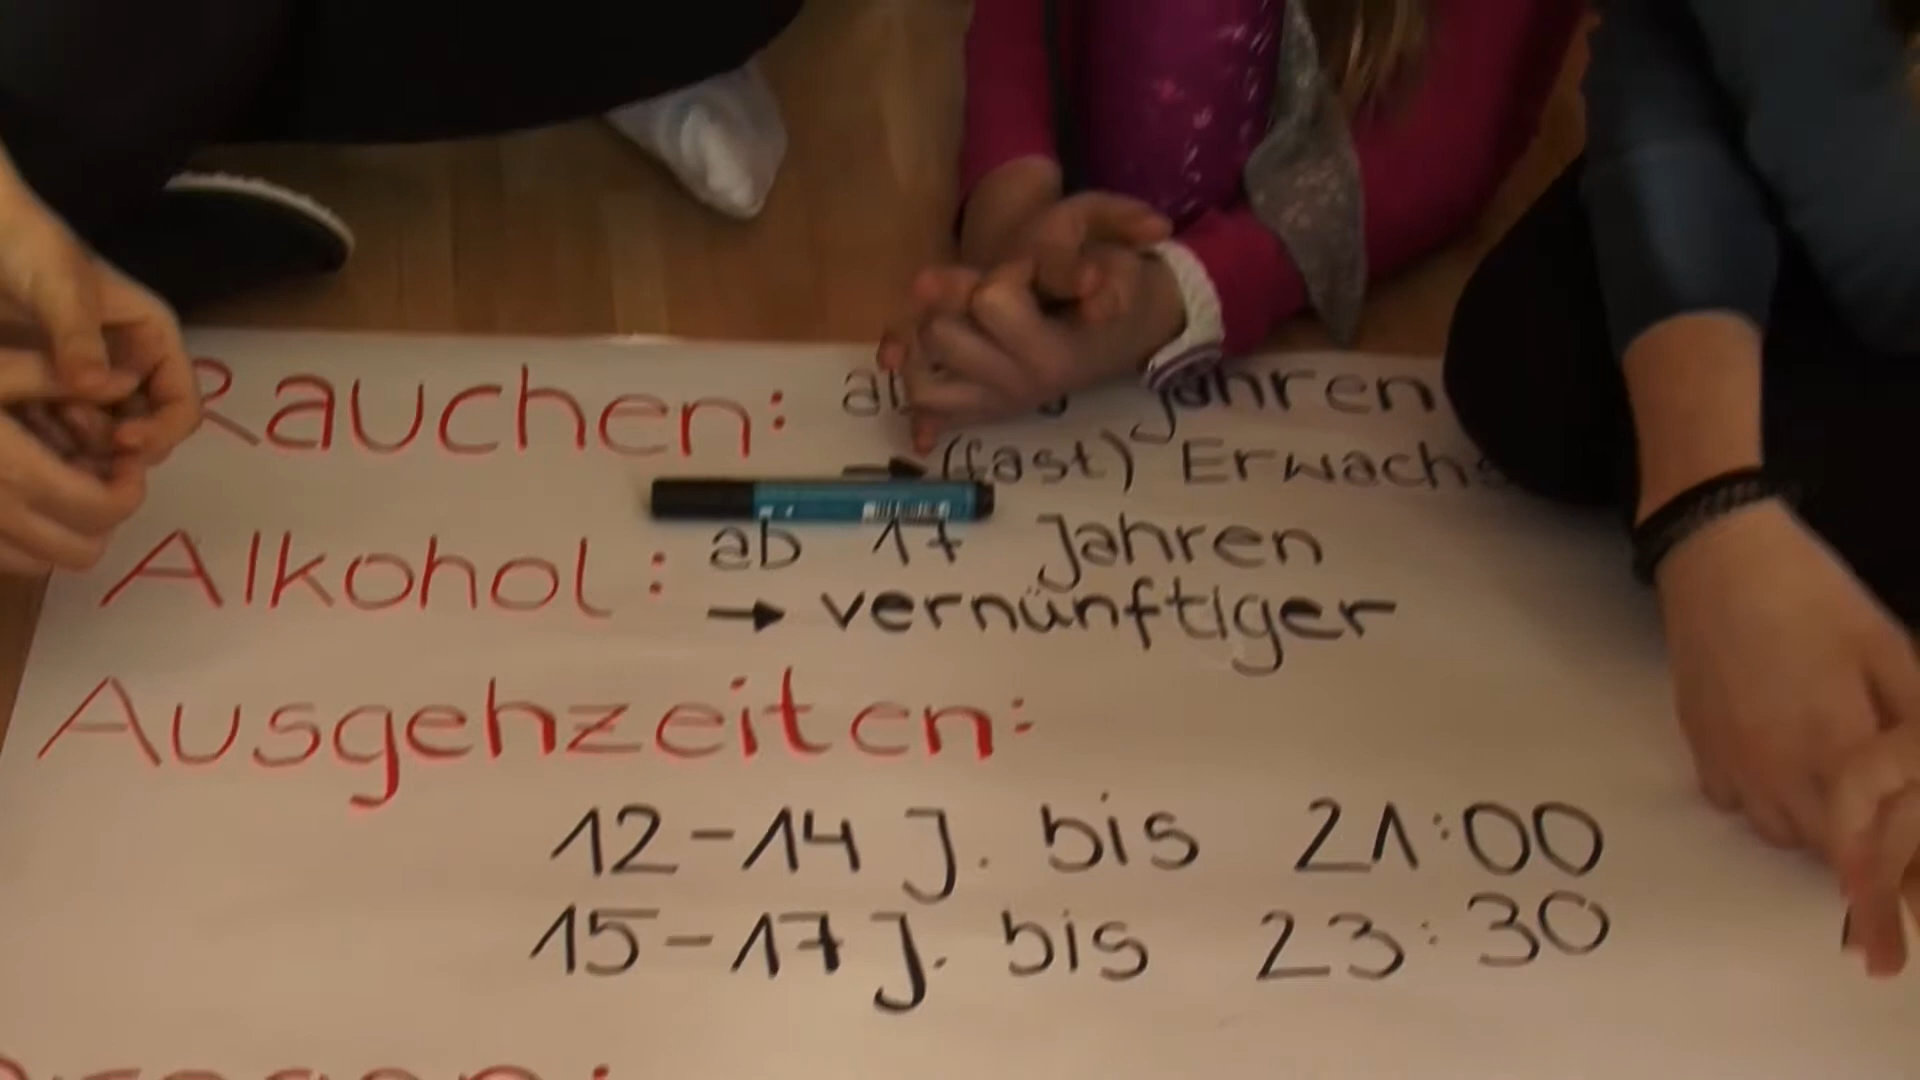 Rauchen: ab Jahren
→ (fast) Erwachs
Alkohol: ab 17 Jahren
→ vernünftiger
Ausgehzeiten:
12-14 J. bis 21:00
15-17 J. bis 23:30